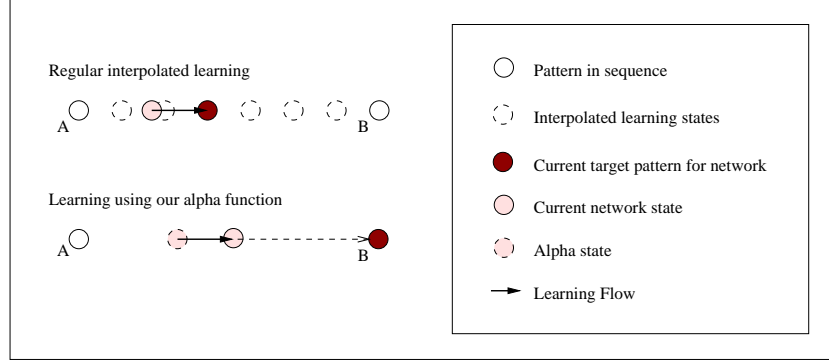 Regular interpolated learning
A
B
Learning using our alpha function
A
B
Pattern in sequence
Interpolated learning states
Current target pattern for network
Current network state
Alpha state
Learning Flow